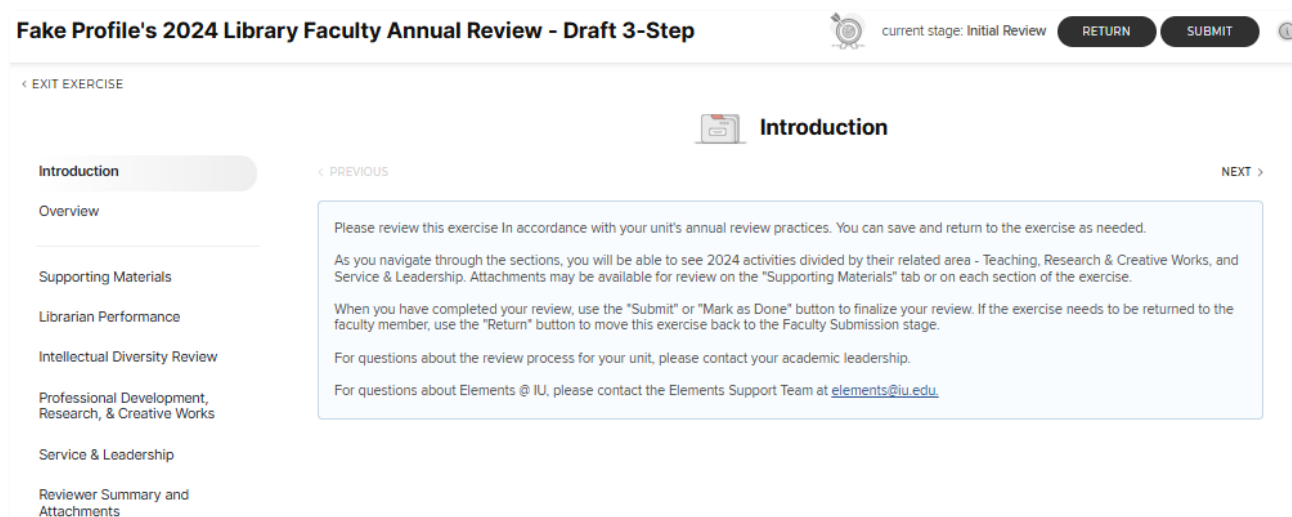 Fake Profile's 2024 Library Faculty Annual Review - Draft 3-Step
current stage: Initial Review
RETURN
SUBMIT
< EXIT EXERCISE
Introduction
Introduction
< PREVIOUS
NEXT >
Overview
Please review this exercise In accordance with your unit's annual review practices. You can save and return to the exercise as needed.
As you navigate through the sections, you will be able to see 2024 activities divided by their related area - Teaching, Research & Creative Works, and
Service & Leadership. Attachments may be available for review on the "Supporting Materials" tab or on each section of the exercise.
When you have completed your review, use the "Submit" or "Mark as Done" button to finalize your review. If the exercise needs to be returned to the
faculty member, use the "Return" button to move this exercise back to the Faculty Submission stage.
For questions about the review process for your unit, please contact your academic leadership.
For questions about Elements @ IU, please contact the Elements Support Team at elements@iu.edu.
Supporting Materials
Librarian Performance
Intellectual Diversity Review
Professional Development,
Research, & Creative Works
Service & Leadership
Reviewer Summary and
Attachments